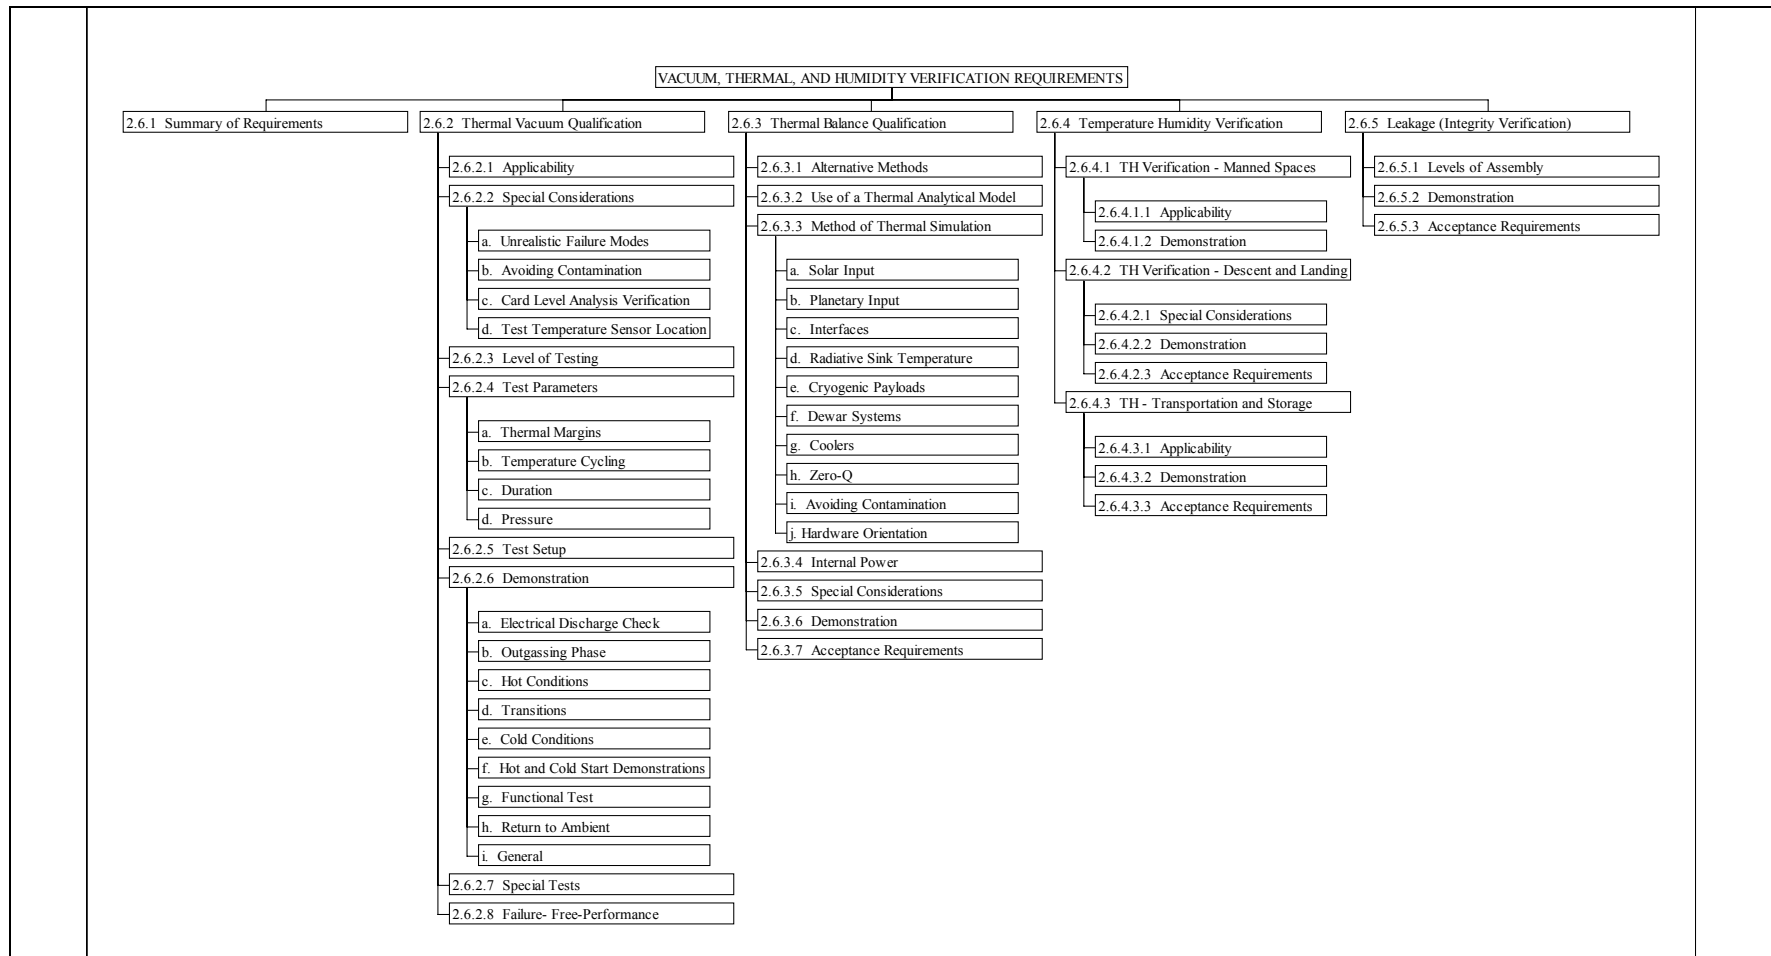 VACUUM, THERMAL, AND HUMIDITY VERIFICATION REQUIREMENTS
2.6.1 Summary of Requirements
2.6.2 Thermal Vacuum Qualification
2.6.2.1 Applicability
2.6.2.2 Special Considerations
a. Unrealistic Failure Modes
b. Avoiding Contamination
c. Card Level Analysis Verification
d. Test Temperature Sensor Location
2.6.2.3 Level of Testing
2.6.2.4 Test Parameters
a. Thermal Margins
b. Temperature Cycling
c. Duration
d. Pressure
2.6.2.5 Test Setup
2.6.2.6 Demonstration
a. Electrical Discharge Check
b. Outgassing Phase
c. Hot Conditions
d. Transitions
e. Cold Conditions
f. Hot and Cold Start Demonstrations
g. Functional Test
h. Return to Ambient
i. General
2.6.2.7 Special Tests
2.6.2.8 Failure- Free-Performance
2.6.3 Thermal Balance Qualification
2.6.3.1 Alternative Methods
2.6.3.2 Use of a Thermal Analytical Model
2.6.3.3 Method of Thermal Simulation
a. Solar Input
b. Planetary Input
c. Interfaces
d. Radiative Sink Temperature
e. Cryogenic Payloads
f. Dewar Systems
g. Coolers
h. Zero-Q
i. Avoiding Contamination
j. Hardware Orientation
2.6.3.4 Internal Power
2.6.3.5 Special Considerations
2.6.3.6 Demonstration
2.6.3.7 Acceptance Requirements
2.6.4 Temperature Humidity Verification
2.6.4.1 TH Verification - Manned Spaces
2.6.4.1.1 Applicability
2.6.4.1.2 Demonstration
2.6.4.2 TH Verification - Descent and Landing
2.6.4.2.1 Special Considerations
2.6.4.2.2 Demonstration
2.6.4.2.3 Acceptance Requirements
2.6.4.3 TH - Transportation and Storage
2.6.4.3.1 Applicability
2.6.4.3.2 Demonstration
2.6.4.3.3 Acceptance Requirements
2.6.5 Leakage (Integrity Verification)
2.6.5.1 Levels of Assembly
2.6.5.2 Demonstration
2.6.5.3 Acceptance Requirements